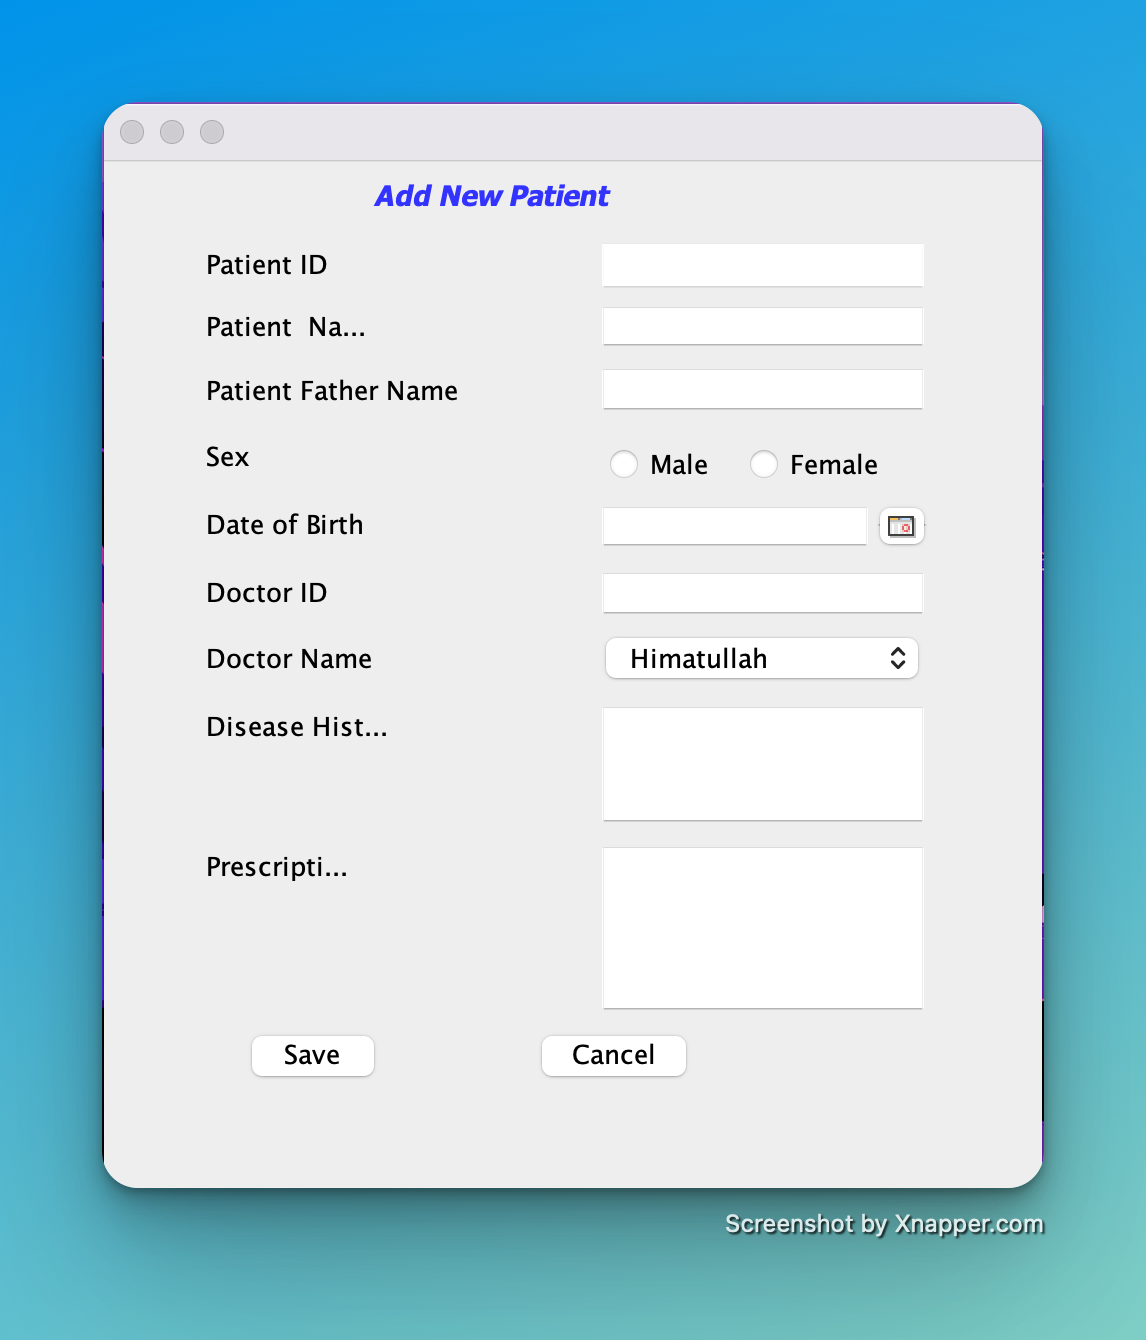 Add New Patient
Patient ID
Patient  Na...
Patient Father Name
Sex
Male
Female
Date of Birth
Doctor ID
Doctor Name
Himatullah
Disease Hist...
Prescripti...
Save
Cancel
Screenshot by Xnapper.com